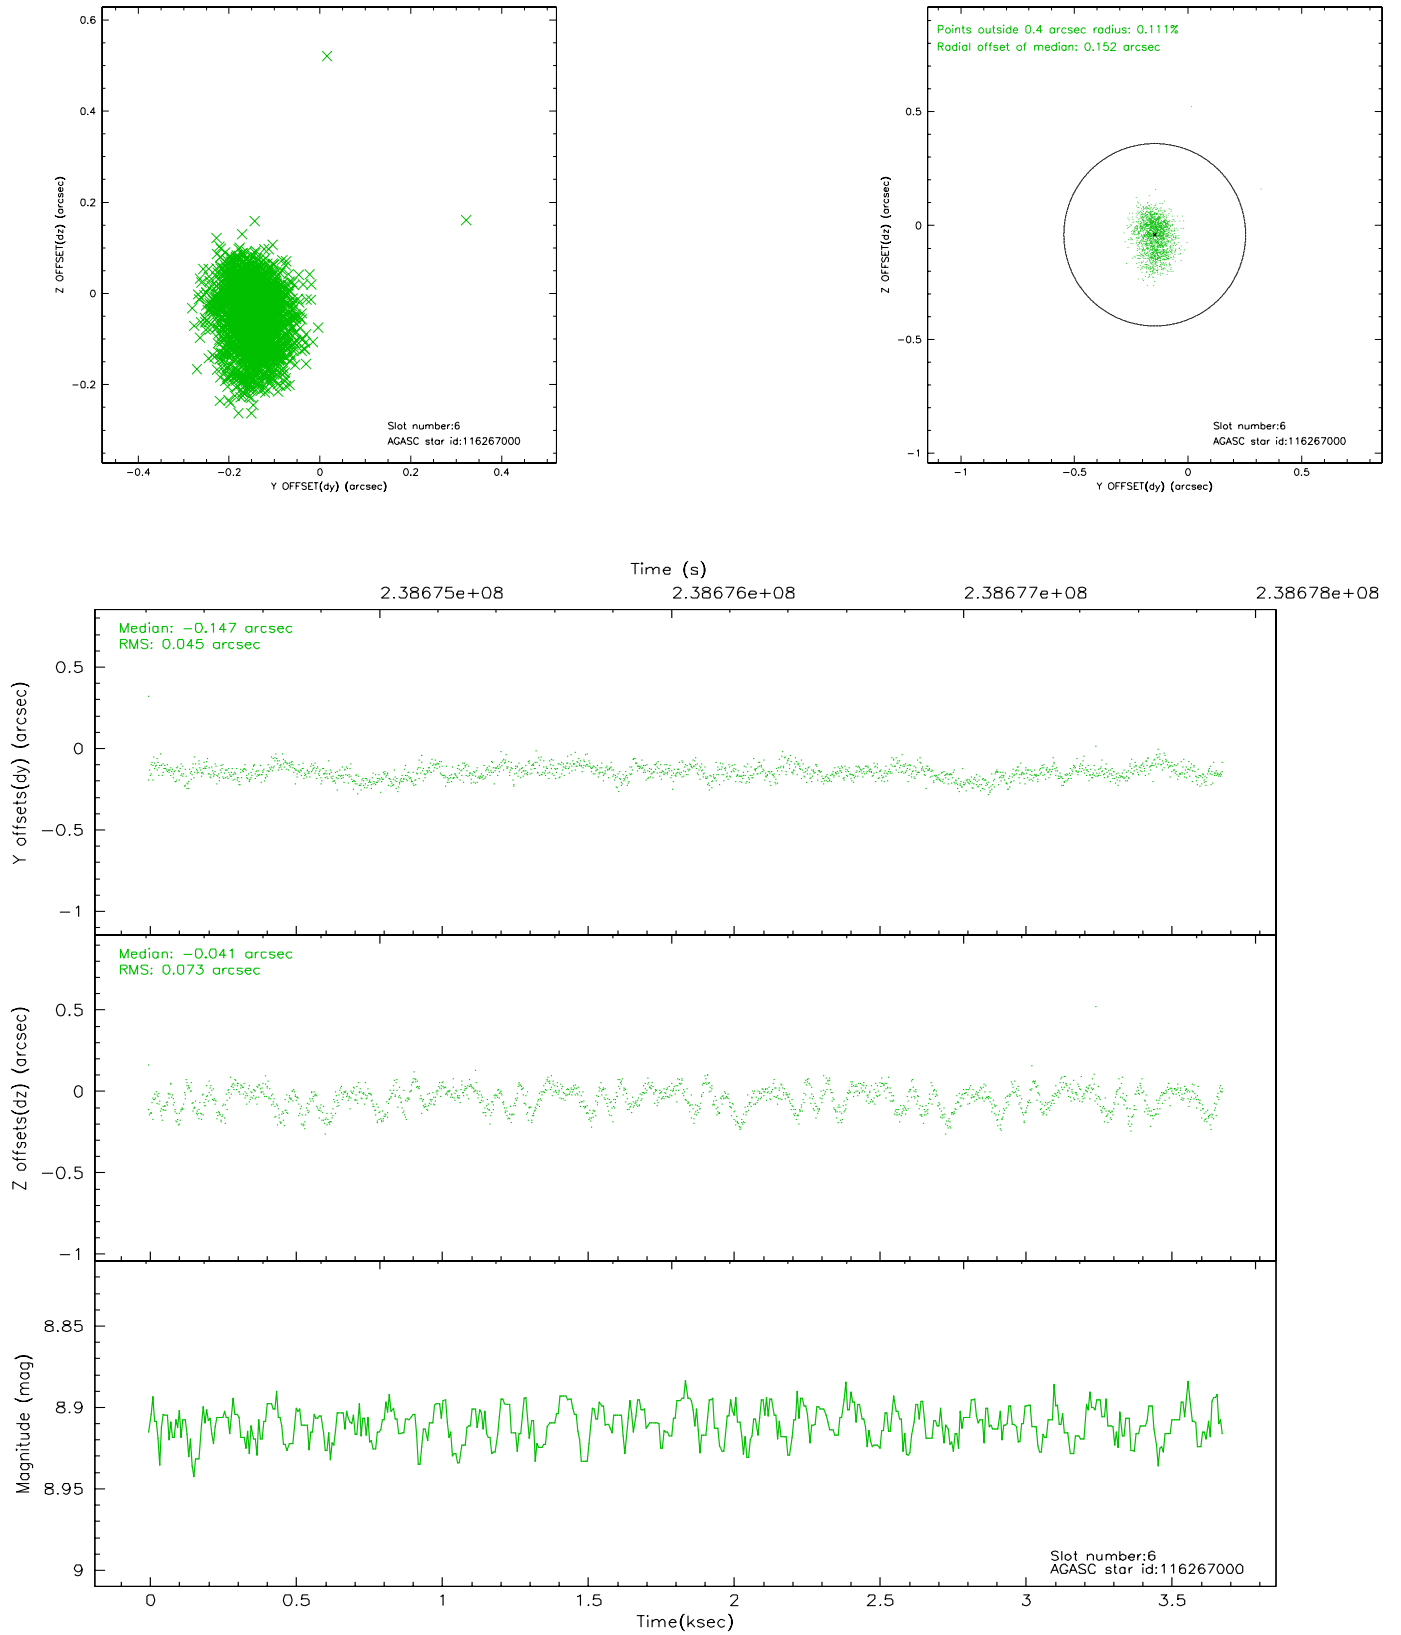 0.6
0.4
0.2
0
−0.2
Z OFFSET(dz) (arcsec)
Slot number:6
AGASC star id:116267000
−0.4
−0.2
0
0.2
0.4
Y OFFSET(dy) (arcsec)
Points outside 0.4 arcsec radius: 0.111%
Radial offset of median: 0.152 arcsec
0.5
0
−0.5
−1
Z OFFSET(dz) (arcsec)
Slot number:6
AGASC star id:116267000
−1
−0.5
0
0.5
Y OFFSET(dy) (arcsec)
Time (s)
2.38675e+08
2.38676e+08
2.38677e+08
2.38678e+08
Median: −0.147 arcsec
RMS: 0.045 arcsec
0.5
0
−0.5
−1
Y offsets(dy) (arcsec)
Median: −0.041 arcsec
RMS: 0.073 arcsec
0.5
0
−0.5
−1
Z offsets(dz) (arcsec)
8.85
8.9
8.95
9
Magnitude (mag)
Slot number:6
AGASC star id:116267000
0
0.5
1
1.5
2
2.5
3
3.5
Time(ksec)